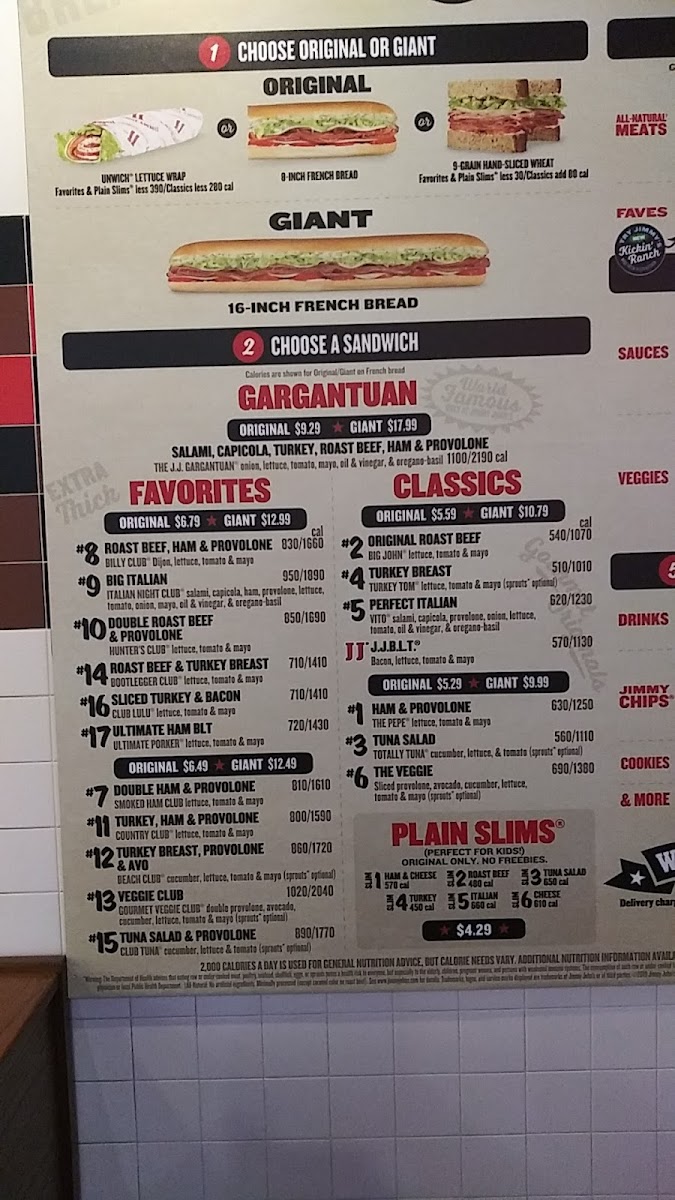 1 CHOOSE ORIGINAL OR GIANT
ORIGINAL
or
or
UNWICH® LETTUCE WRAP
Favorites & Plain Slims® less 390/Classics less 280 cal
8-INCH FRENCH BREAD
9-GRAIN HAND-SLICED WHEAT
Favorites & Plain Slims® less 30/Classics add 80 cal
GIANT
16-INCH FRENCH BREAD
2 CHOOSE A SANDWICH
Calories are shown for Original/Giant on French bread
World Famous
GARGANTUAN
ORIGINAL $9.29 ★ GIANT $17.99
SALAMI, CAPICOLA, TURKEY, ROAST BEEF, HAM & PROVOLONE
THE J.J. GARGANTUAN® onion, lettuce, tomato, mayo, oil & vinegar, & oregano-basil 1100/2190 cal
EXTRA Thick
FAVORITES
ORIGINAL $6.79 ★ GIANT $12.99
cal
#8 ROAST BEEF, HAM & PROVOLONE 830/1660
BILLY CLUB® Dijon, lettuce, tomato & mayo
#9 BIG ITALIAN 950/1890
ITALIAN NIGHT CLUB® salami, capicola, ham, provolone, lettuce,
tomato, onion, mayo, oil & vinegar, & oregano-basil
#10 DOUBLE ROAST BEEF 850/1690
& PROVOLONE
HUNTER'S CLUB® lettuce, tomato & mayo
#14 ROAST BEEF & TURKEY BREAST 710/1410
BOOTLEGGER CLUB® lettuce, tomato & mayo
#16 SLICED TURKEY & BACON 710/1410
CLUB LULU® lettuce, tomato & mayo
#17 ULTIMATE HAM BLT 720/1430
ULTIMATE PORKER® lettuce, tomato & mayo
ORIGINAL $6.49 ★ GIANT $12.49
#7 DOUBLE HAM & PROVOLONE 810/1610
SMOKED HAM CLUB lettuce, tomato & mayo
#11 TURKEY, HAM & PROVOLONE 800/1590
COUNTRY CLUB® lettuce, tomato & mayo
#12 TURKEY BREAST, PROVOLONE 860/1720
& AVO
BEACH CLUB® cucumber, lettuce, tomato & mayo (sprouts* optional)
#13 VEGGIE CLUB 1020/2040
GOURMET VEGGIE CLUB® double provolone, avocado,
cucumber, lettuce, tomato & mayo (sprouts* optional)
#15 TUNA SALAD & PROVOLONE 890/1770
CLUB TUNA® cucumber, lettuce & tomato (sprouts* optional)
CLASSICS
ORIGINAL $5.59 ★ GIANT $10.79
cal
#2 ORIGINAL ROAST BEEF 540/1070
BIG JOHN® lettuce, tomato & mayo
#4 TURKEY BREAST 510/1010
TURKEY TOM® lettuce, tomato & mayo (sprouts* optional)
#5 PERFECT ITALIAN 620/1230
VITO® salami, capicola, provolone, onion, lettuce,
tomato, oil & vinegar, & oregano-basil
JJ® J.J.B.L.T.® 570/1130
Bacon, lettuce, tomato & mayo
ORIGINAL $5.29 ★ GIANT $9.99
#1 HAM & PROVOLONE 630/1250
THE PEPE® lettuce, tomato & mayo
#3 TUNA SALAD 560/1110
TOTALLY TUNA® cucumber, lettuce, & tomato (sprouts* optional)
#6 THE VEGGIE 690/1380
Sliced provolone, avocado, cucumber, lettuce,
tomato & mayo (sprouts* optional)
PLAIN SLIMS®
(PERFECT FOR KIDS!)
ORIGINAL ONLY. NO FREEBIES.
SLIM 1 HAM & CHEESE 570 cal
SLIM 2 ROAST BEEF 480 cal
SLIM 3 TUNA SALAD 650 cal
SLIM 4 TURKEY 450 cal
SLIM 5 ITALIAN 660 cal
SLIM 6 CHEESE 610 cal
★ $4.29 ★
2,000 CALORIES A DAY IS USED FOR GENERAL NUTRITION ADVICE, BUT CALORIE NEEDS VARY. ADDITIONAL NUTRITION INFORMATION AVAILA
ALL-NATURAL*
MEATS
FAVES
TRY JIMMY'S
NEW
Kickin'
Ranch
SAUCES
VEGGIES
5
DRINKS
JIMMY
CHIPS®
COOKIES
& MORE
W
Delivery char